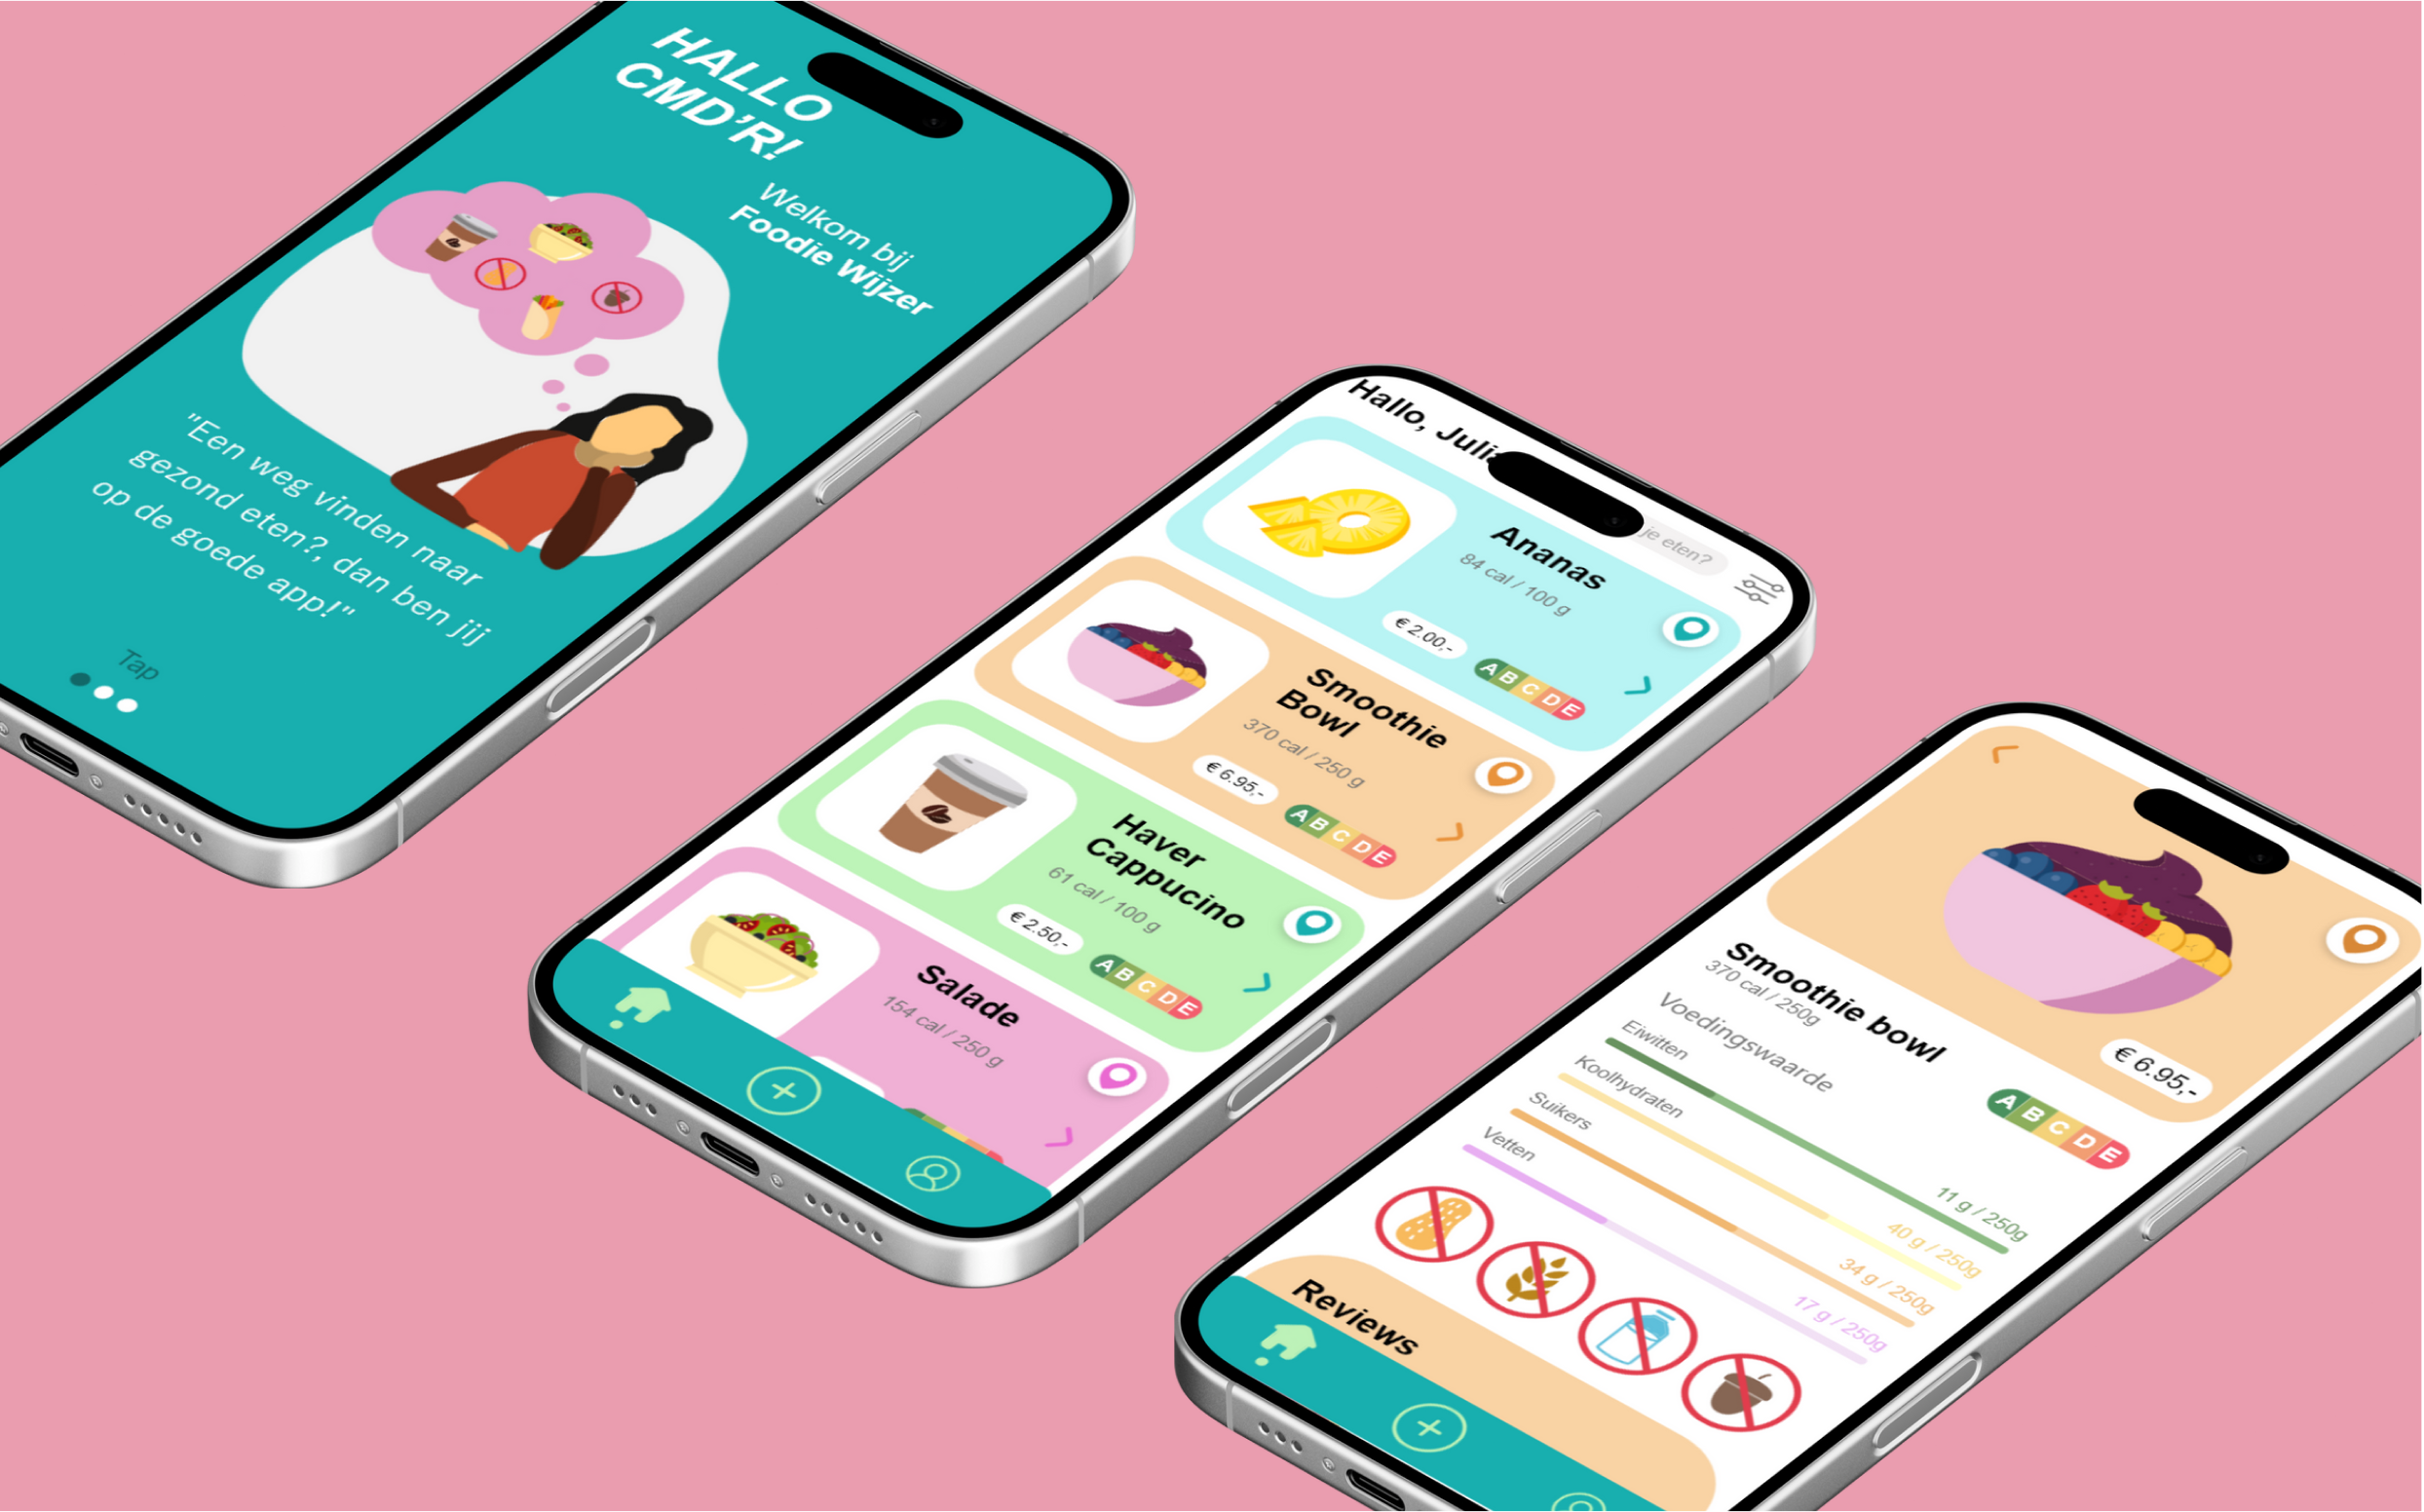 HALLO
CMD'R!
Welkom bij
Foodie Wijzer
"Een weg vinden naar
gezond eten?, dan ben jij
op de goede app!"
Tap
Hallo, Julia
je eten?
Ananas
84 cal / 100 g
€ 2.00,-
A B C D E
Smoothie
Bowl
370 cal / 250 g
€ 6.95,-
A B C D E
Haver
Cappucino
61 cal / 100 g
€ 2.50,-
A B C D E
Salade
154 cal / 250 g
€ 6.95,-
Smoothie bowl
370 cal / 250g
A B C D E
Voedingswaarde
Eiwitten
11 g / 250g
Koolhydraten
40 g / 250g
Suikers
34 g / 250g
Vetten
17 g / 250g
Reviews